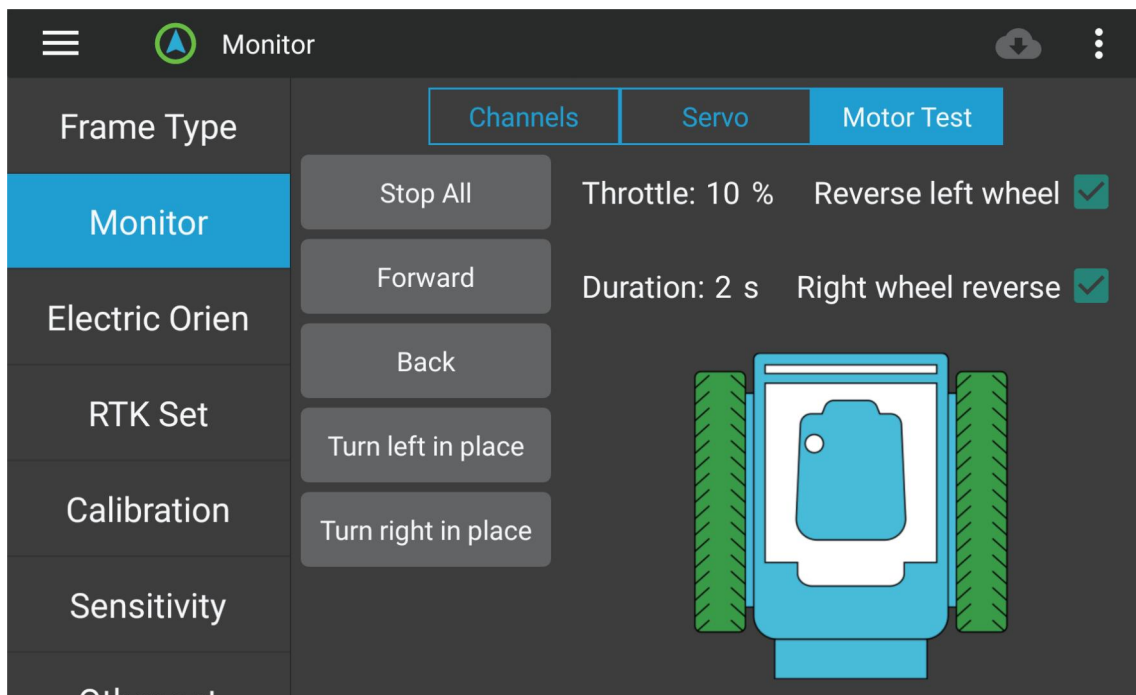 Monitor
Frame Type
Monitor
Electric Orien
RTK Set
Calibration
Sensitivity
Channels Servo Motor Test
Stop All
Forward
Back
Turn left in place
Turn right in place
Throttle: 10 % Reverse left wheel
Duration: 2 s Right wheel reverse